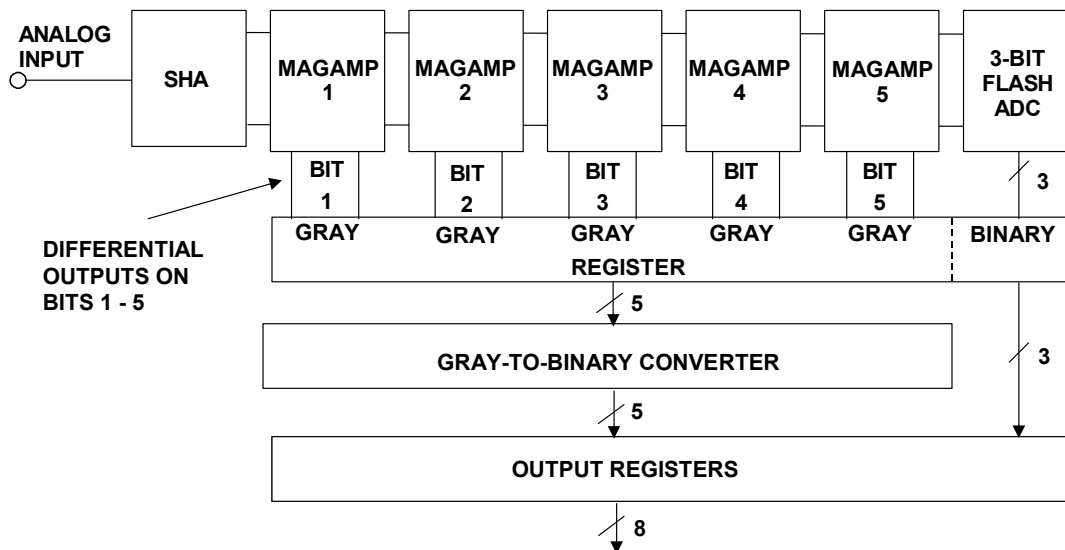 ANALOG
INPUT
SHA
MAGAMP
1
MAGAMP
2
MAGAMP
3
MAGAMP
4
MAGAMP
5
3-BIT
FLASH
ADC
BIT
1
BIT
2
BIT
3
BIT
4
BIT
5
3
GRAY
GRAY
GRAY
GRAY
GRAY
BINARY
REGISTER
DIFFERENTIAL
OUTPUTS ON
BITS 1 - 5
5
GRAY-TO-BINARY CONVERTER
3
5
OUTPUT REGISTERS
8